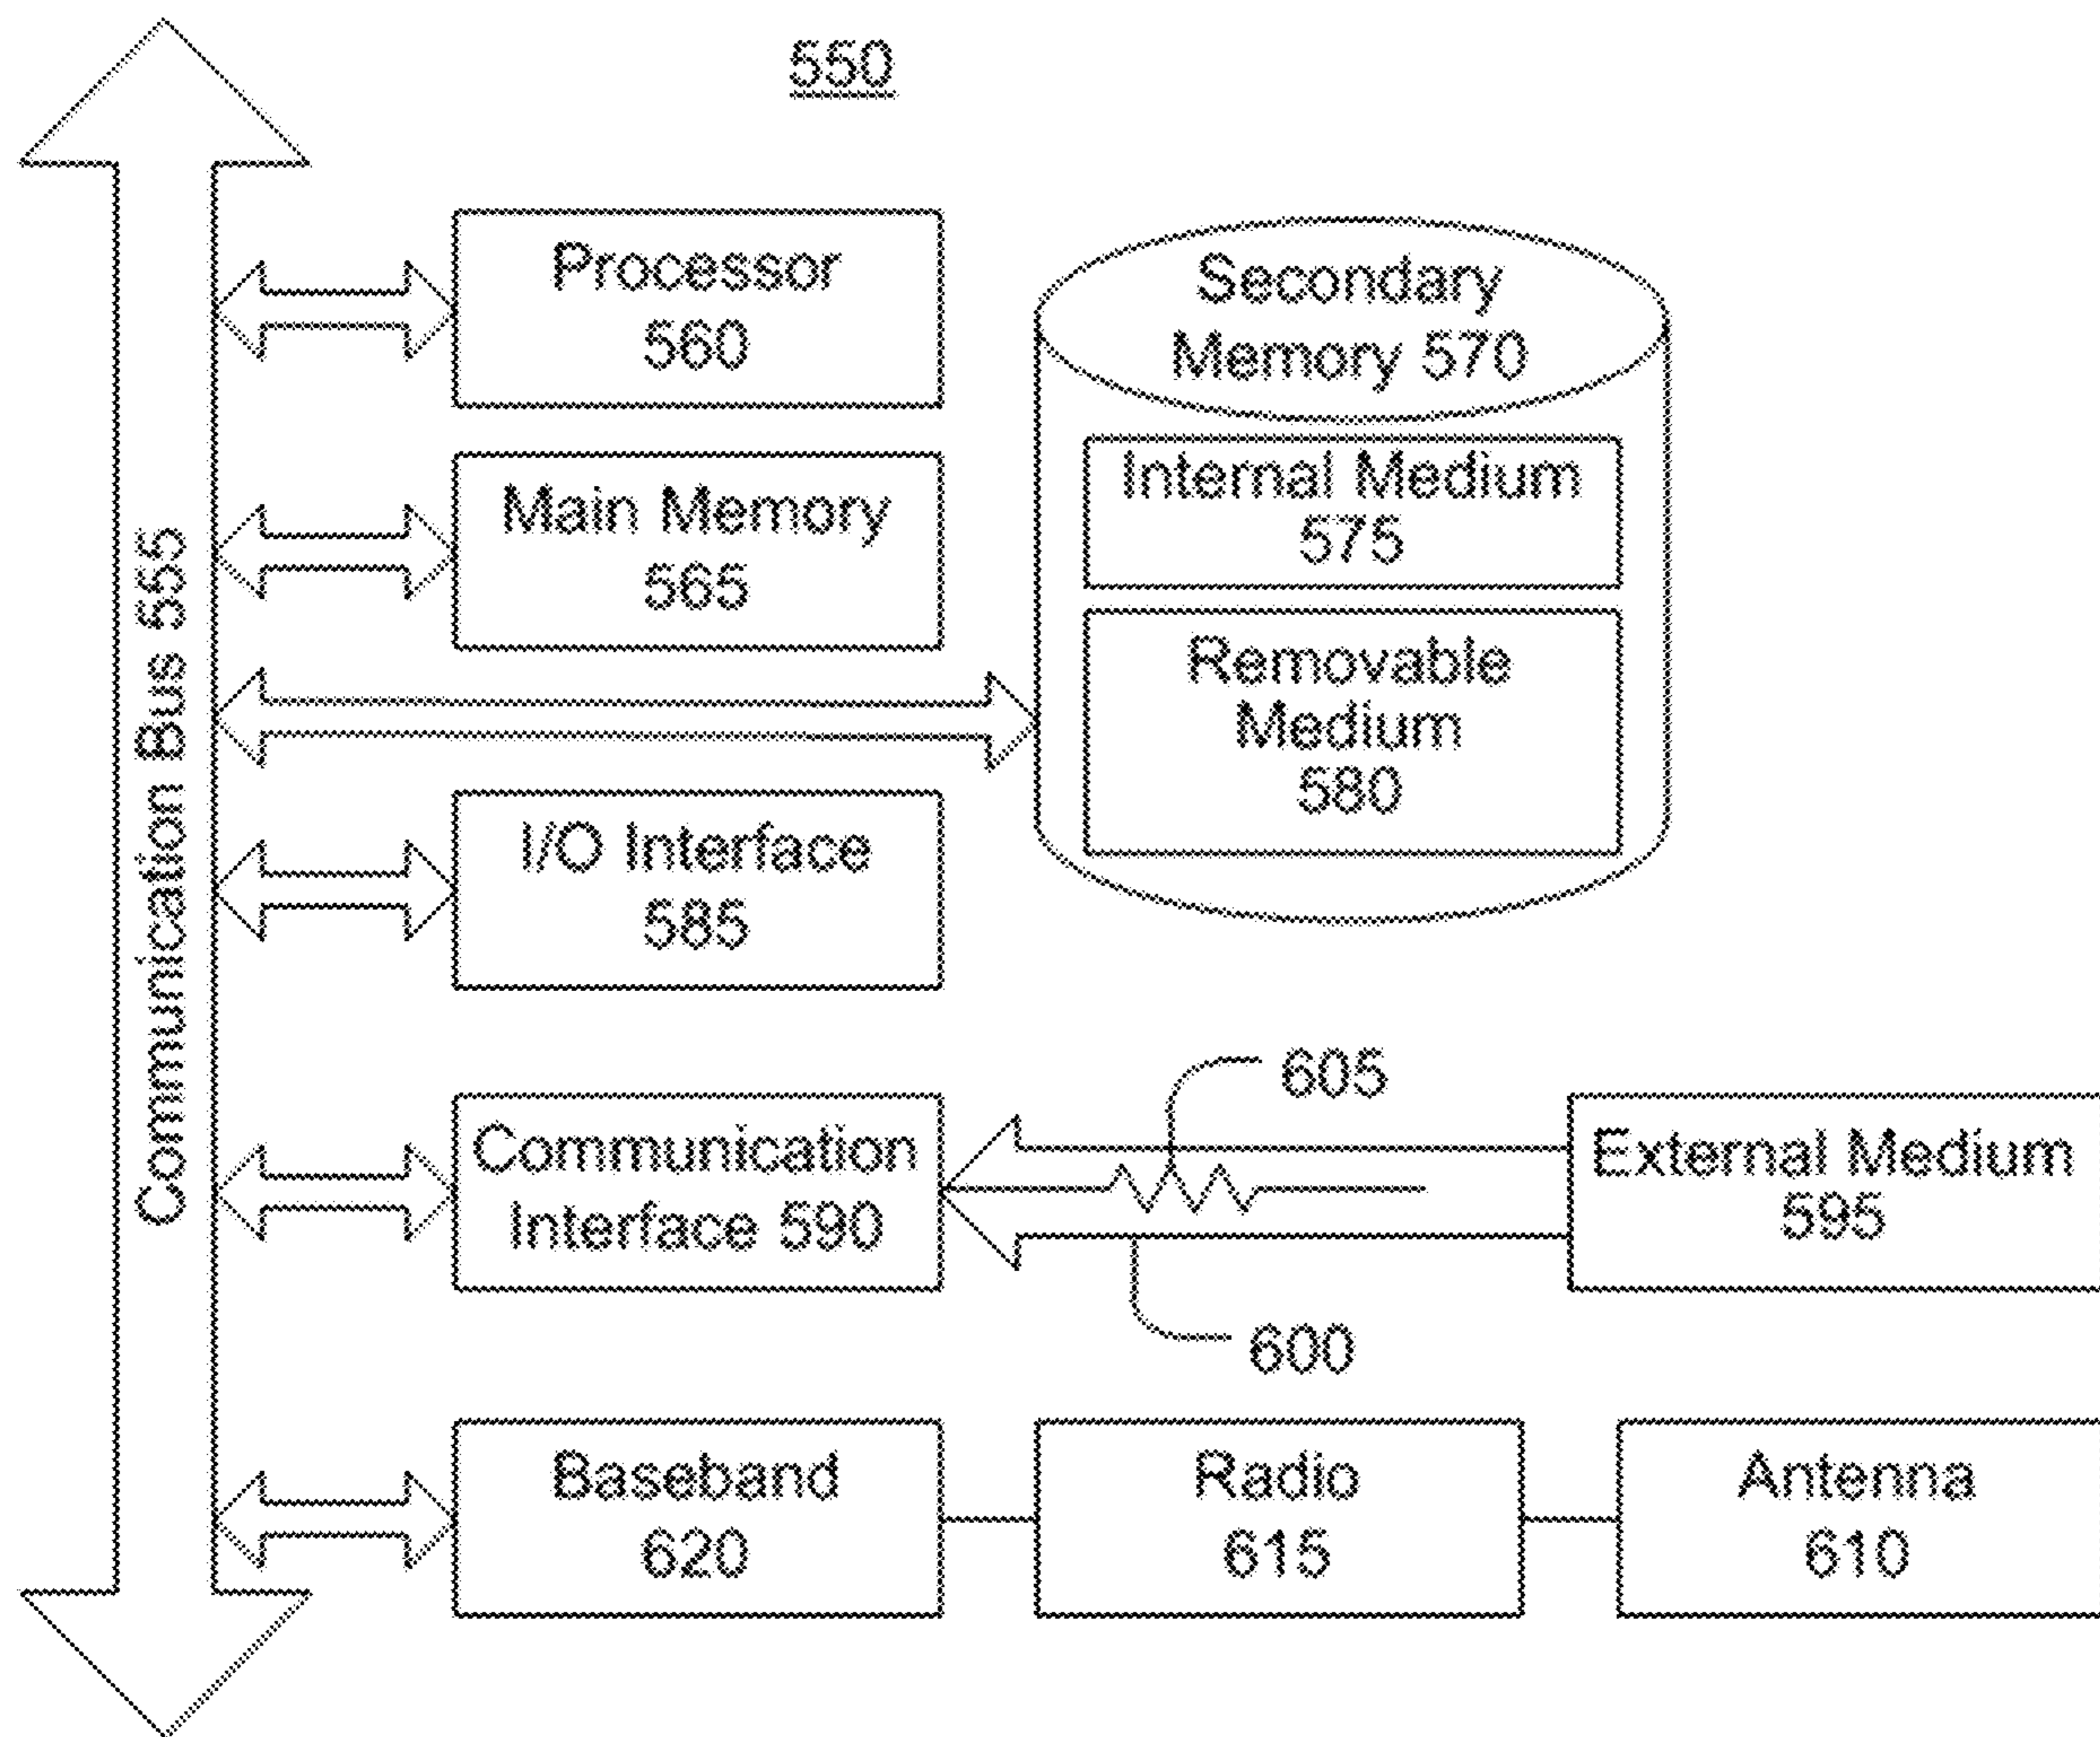 550
Communication Bus 555
Processor
560
Main Memory
565
Secondary
Memory 570
Internal Medium
575
Removable
Medium
580
I/O Interface
585
Communication
Interface 590
605
600
External Medium
595
Baseband
620
Radio
615
Antenna
610